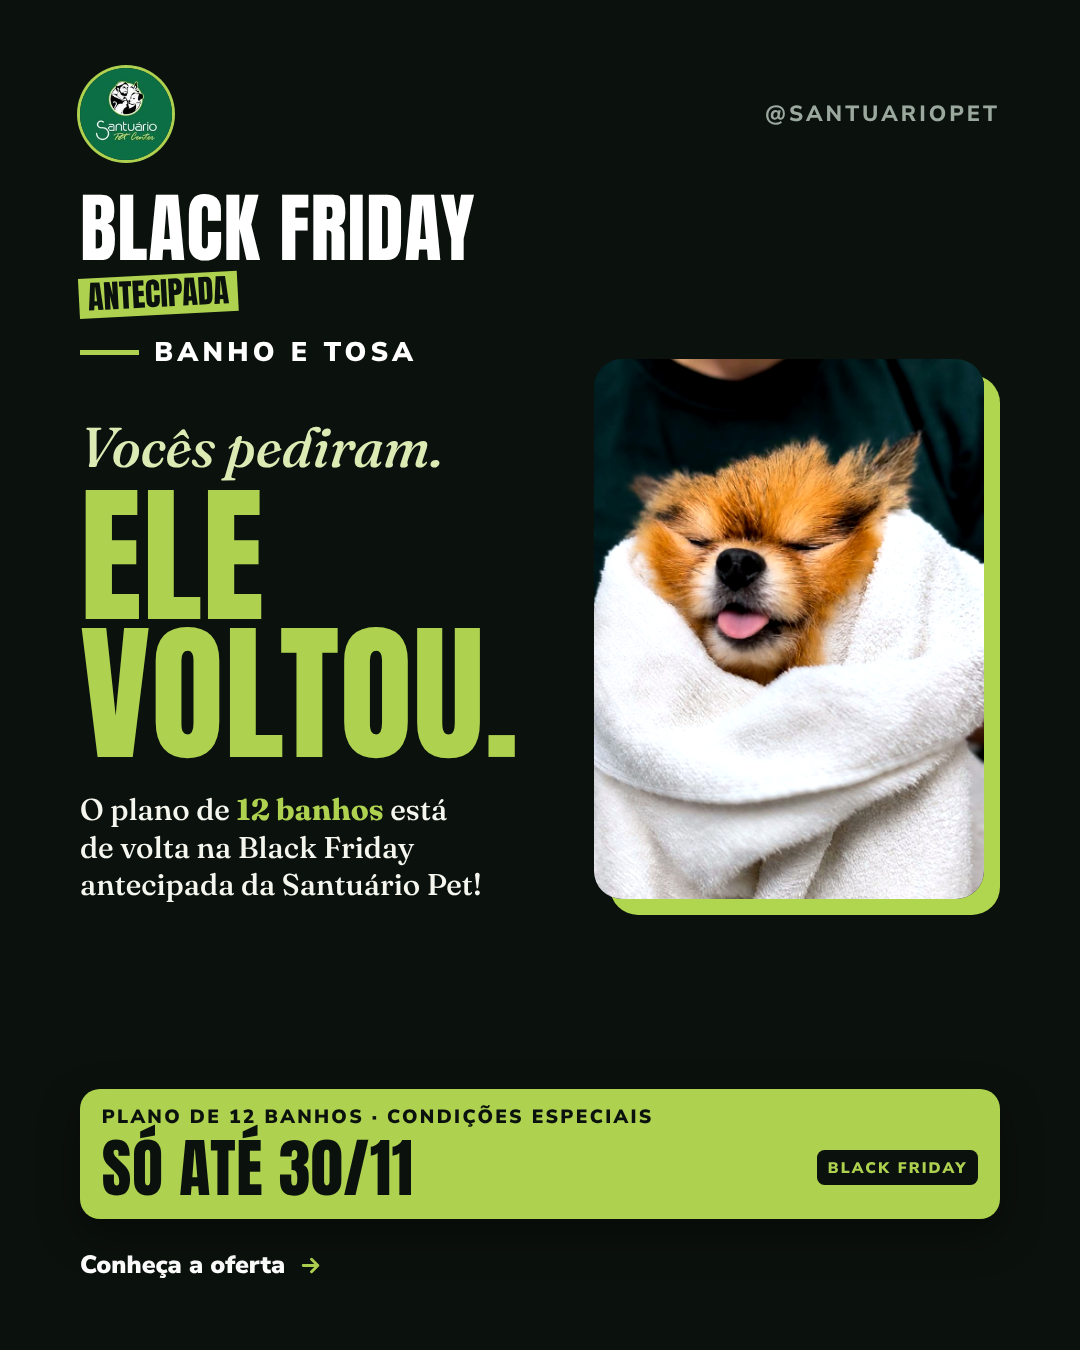 Santuário
Pet Center
@SANTUARIOPET
BLACK FRIDAY
ANTECIPADA
BANHO E TOSA
Vocês pediram.
ELE
VOLTOU.
O plano de 12 banhos está
de volta na Black Friday
antecipada da Santuário Pet!
PLANO DE 12 BANHOS · CONDIÇÕES ESPECIAIS
SÓ ATÉ 30/11
BLACK FRIDAY
Conheça a oferta →